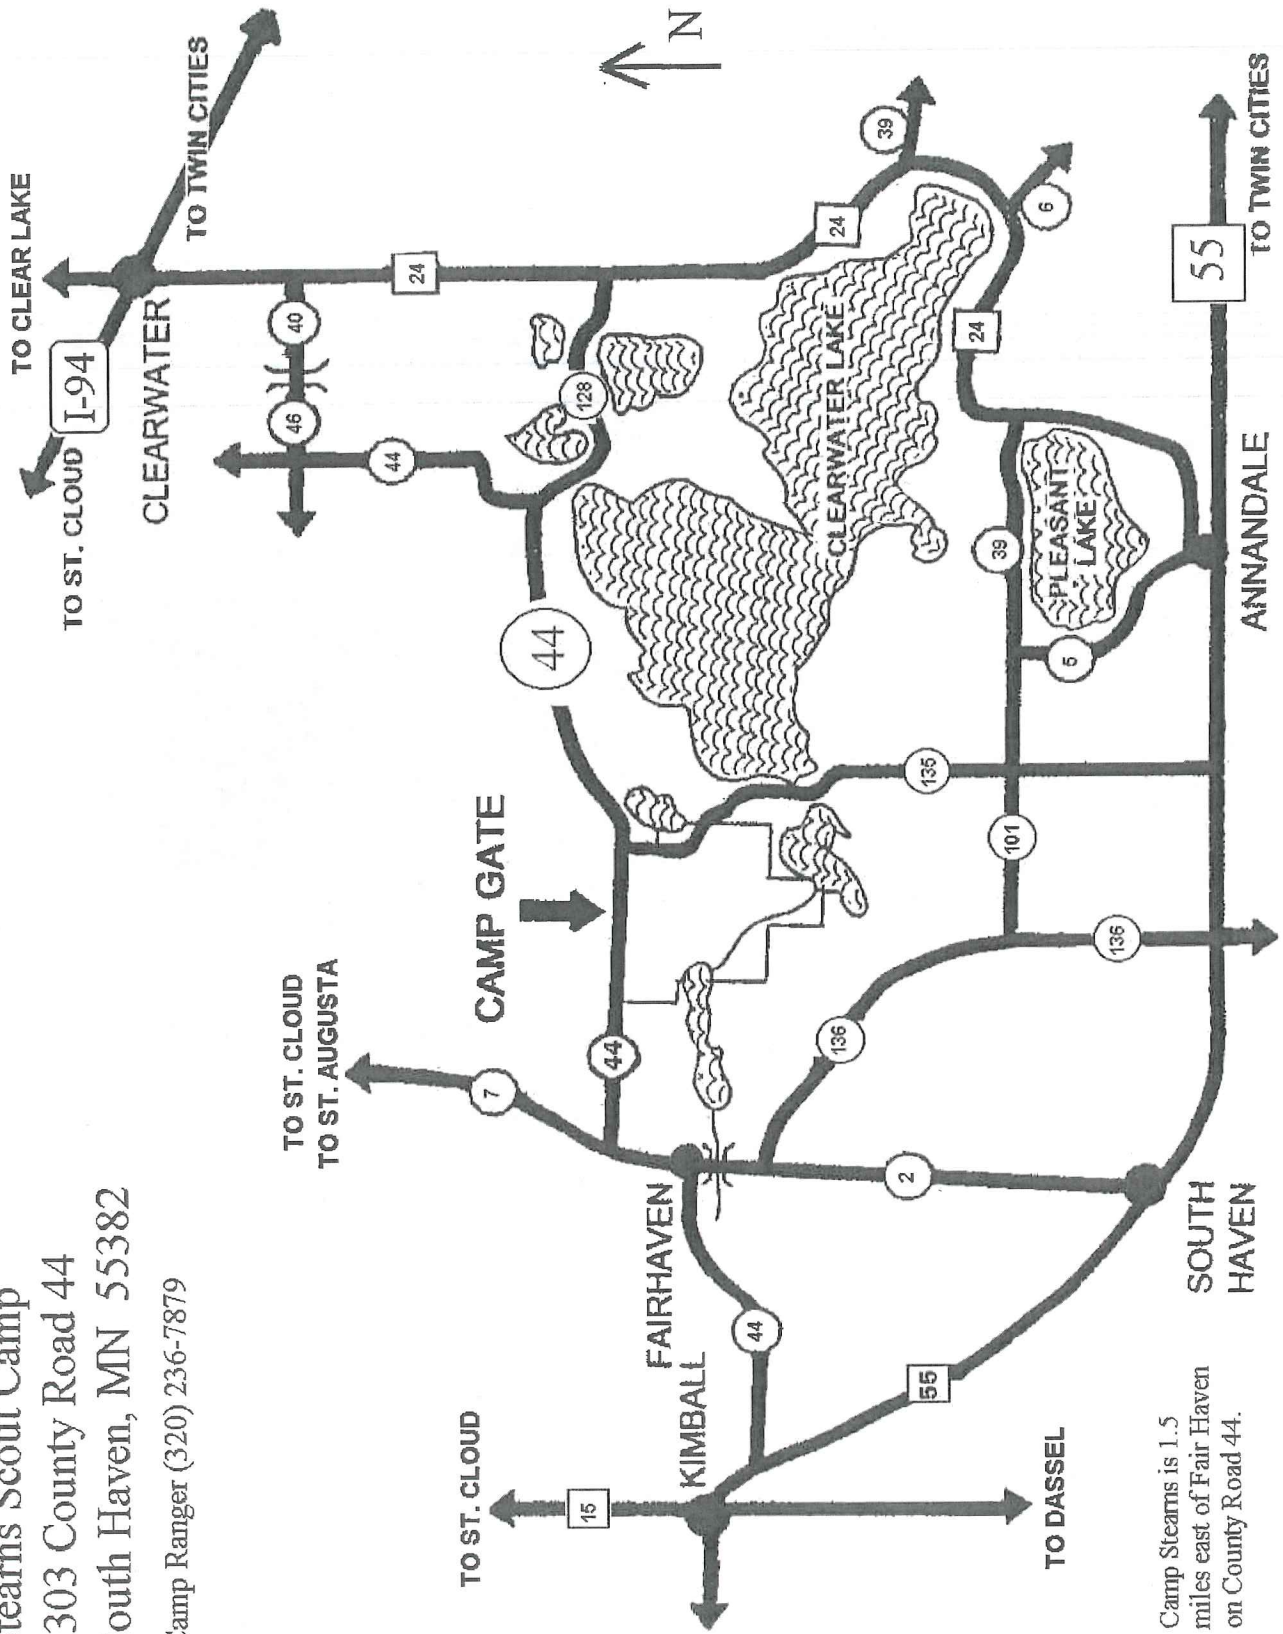 tearns Scout Camp
303 County Road 44
outh Haven, MN 55382
Camp Ranger (320) 236-7879
TO CLEAR LAKE
TO ST. CLOUD
I-94
TO TWIN CITIES
CLEARWATER
46
40
44
24
TO ST. CLOUD
TO ST. AUGUSTA
7
CAMP GATE
44
44
128
N
TO ST. CLOUD
15
KIMBALL
FAIRHAVEN
44
2
136
135
CLEARWATER LAKE
24
39
6
24
39
101
136
5
PLEASANT
LAKE
55
TO DASSEL
SOUTH
HAVEN
ANNANDALE
55
TO TWIN CITIES
Camp Stearns is 1.5
miles east of Fair Haven
on County Road 44.